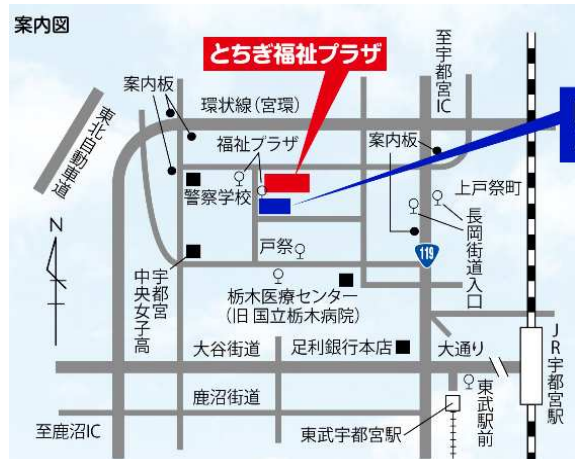 案内図
とちぎ福祉プラザ
至宇都宮IC
案内板
環状線(宮環)
東北自動車道
福祉プラザ
案内板
警察学校
上戸祭町
長岡街道入口
N
戸祭
119
宇都宮
中央女子高
栃木医療センター
(旧 国立栃木病院)
大谷街道
足利銀行本店
大通り
JR宇都宮駅
鹿沼街道
東武駅前
至鹿沼IC
東武宇都宮駅